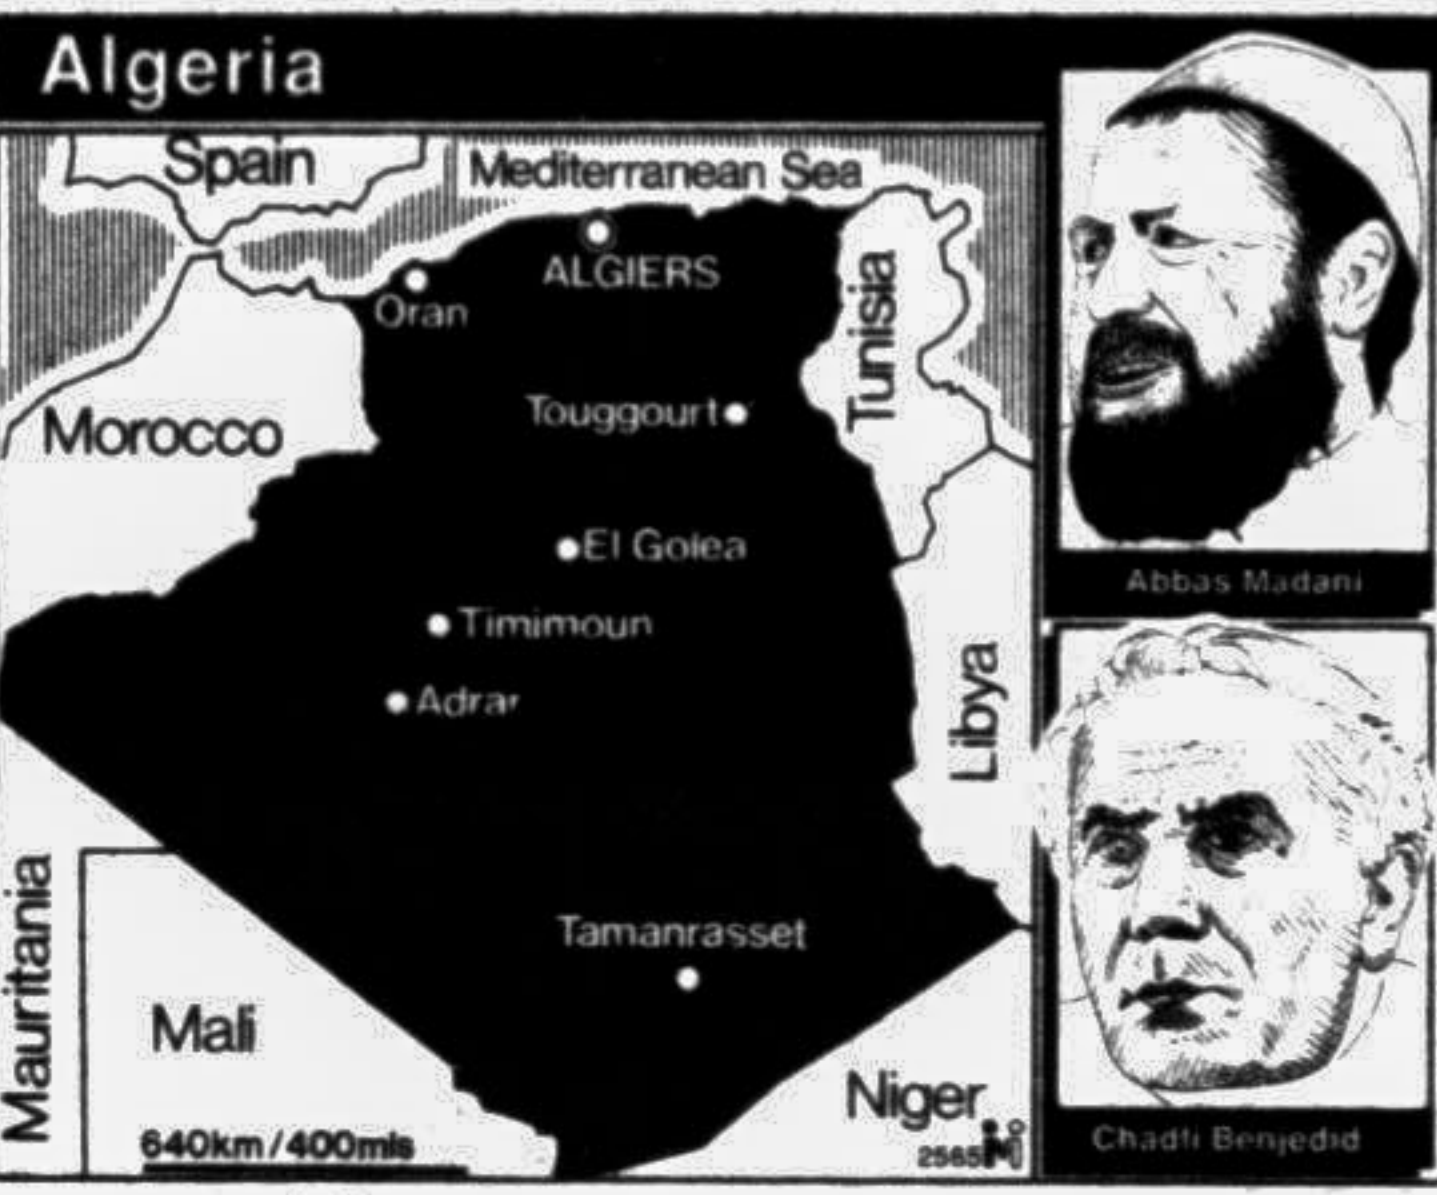 Algeria
Spain
Mediterranean Sea
ALGIERS
Oran
Tunisia
Touggourt
Morocco
El Golea
Timimoun
Adrar
Libya
Tamanrasset
Mauritania
Mali
Niger
640km/400mls
2565
Abbas Madani
Chadli Benjedid